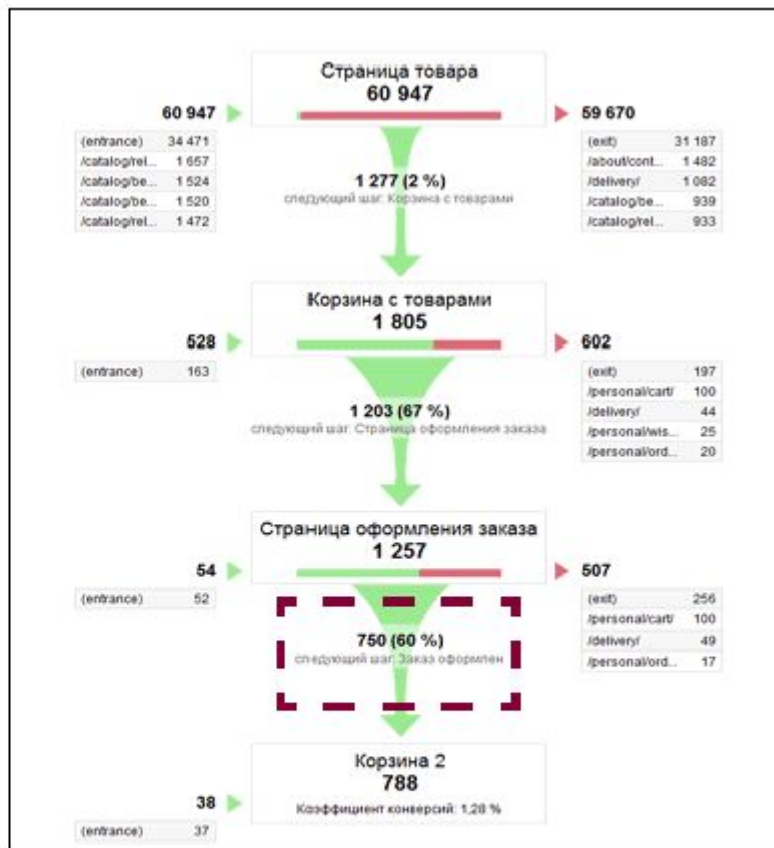 Страница товара
60 947
60 947
(entrance) 34 471
/catalog/rel... 1 657
/catalog/be... 1 524
/catalog/be... 1 520
/catalog/rel... 1 472
59 670
(exit) 31 187
/about/cont... 1 482
/delivery/ 1 082
/catalog/be... 939
/catalog/rel... 933
1 277 (2 %)
следующий шаг: Корзина с товарами
Корзина с товарами
1 805
528
(entrance) 163
602
(exit) 197
/personal/cart/ 100
/delivery/ 44
/personal/wis... 25
/personal/ord... 20
1 203 (67 %)
следующий шаг: Страница оформления заказа
Страница оформления заказа
1 257
54
(entrance) 52
507
(exit) 256
/personal/cart/ 100
/delivery/ 49
/personal/ord... 17
750 (60 %)
следующий шаг: Заказ оформлен
Корзина 2
788
Коэффициент конверсий: 1,28 %
38
(entrance) 37